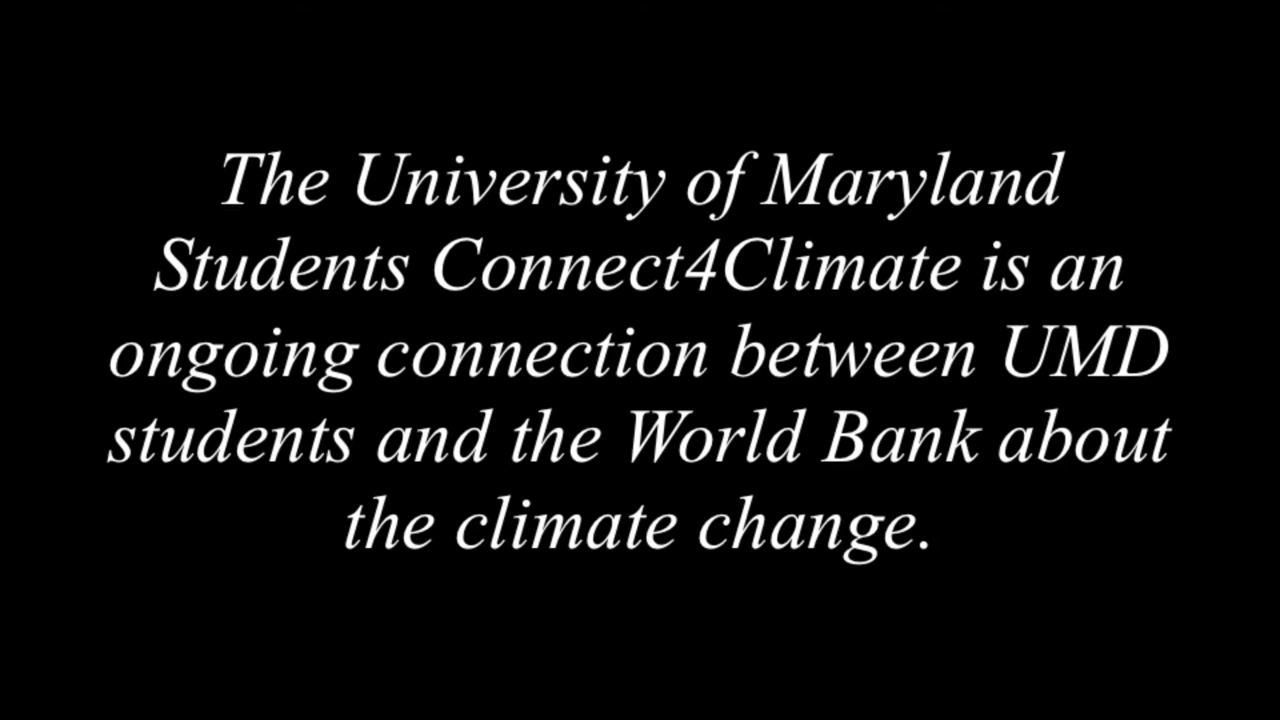 The University of Maryland
Students Connect4Climate is an
ongoing connection between UMD
students and the World Bank about
the climate change.